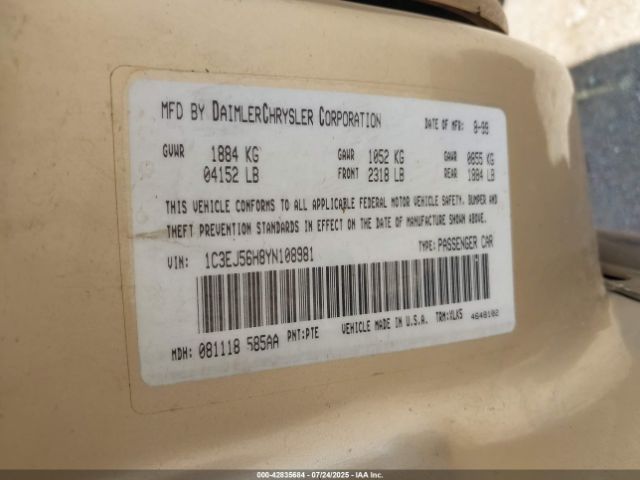 MFD BY DAIMLERCHRYSLER CORPORATION DATE OF MFR: 8-99
GVWR 1884 KG GAWR 1052 KG GAWR 0855 KG
04152 LB FRONT 2318 LB REAR 1884 LB
THIS VEHICLE CONFORMS TO ALL APPLICABLE FEDERAL MOTOR VEHICLE SAFETY, BUMPER AND
THEFT PREVENTION STANDARDS IN EFFECT ON THE DATE OF MANUFACTURE SHOWN ABOVE.
VIN: 1C3EJ56H8YN108981 TYPE: PASSENGER CAR
MDH: 081118 585AA PNT:PTE VEHICLE MADE IN U.S.A. TRM:XLK5 4648102
000-42835684 | 07/24/2025 | IAA Inc.